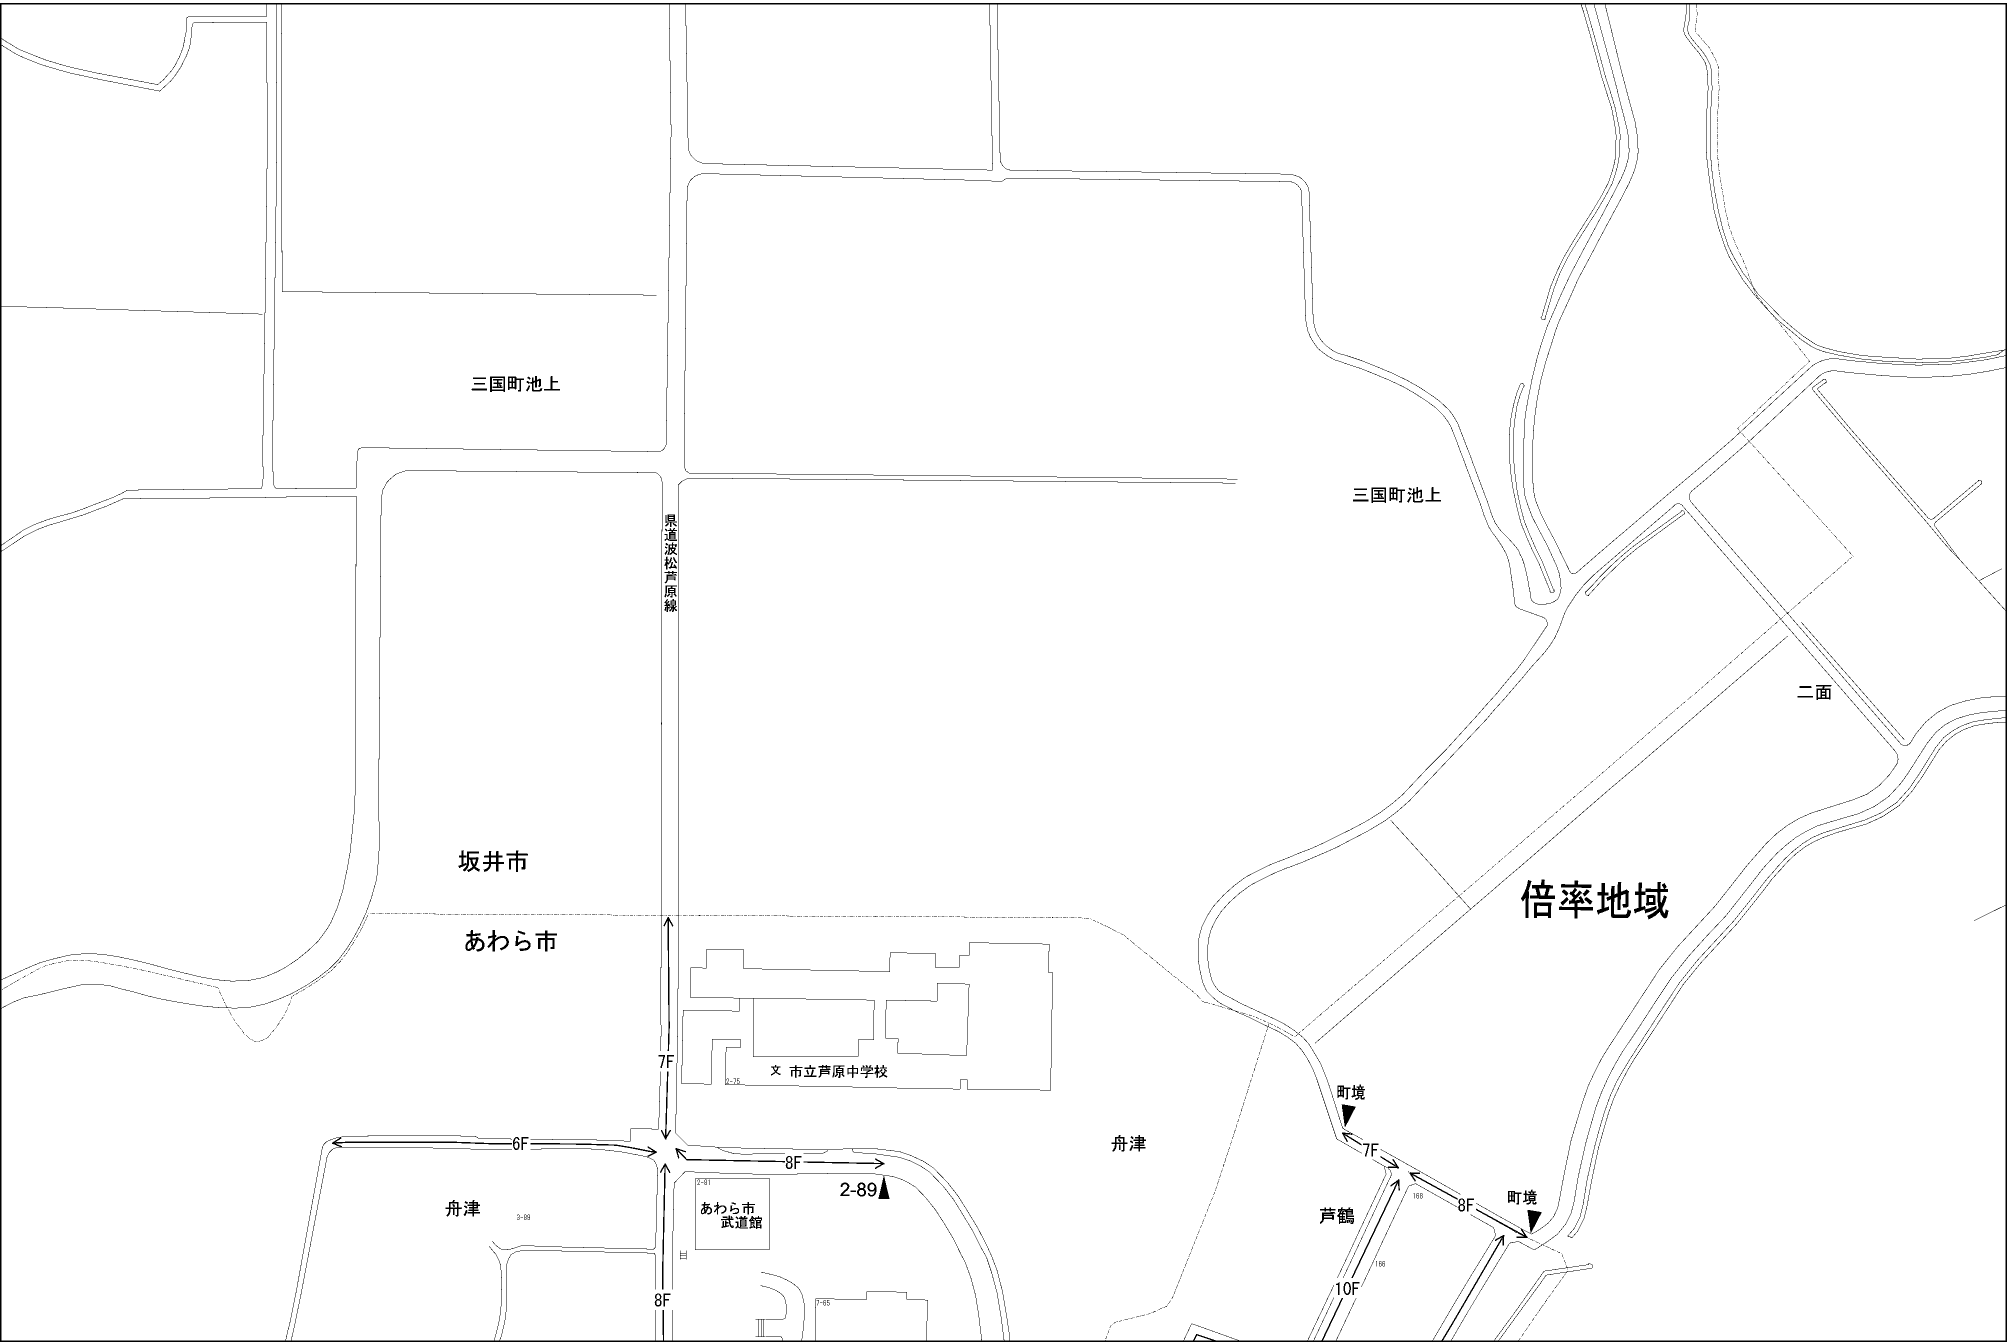 三国町池上
三国町池上
県道波松芦原線
二面
坂井市
倍率地域
あわら市
7F
2-75
文 市立芦原中学校
町境
6F
8F
舟津
7F
2-89
2-81
あわら市
武道館
舟津
3-89
芦鶴
168
8F
町境
166
10F
8F
7-65